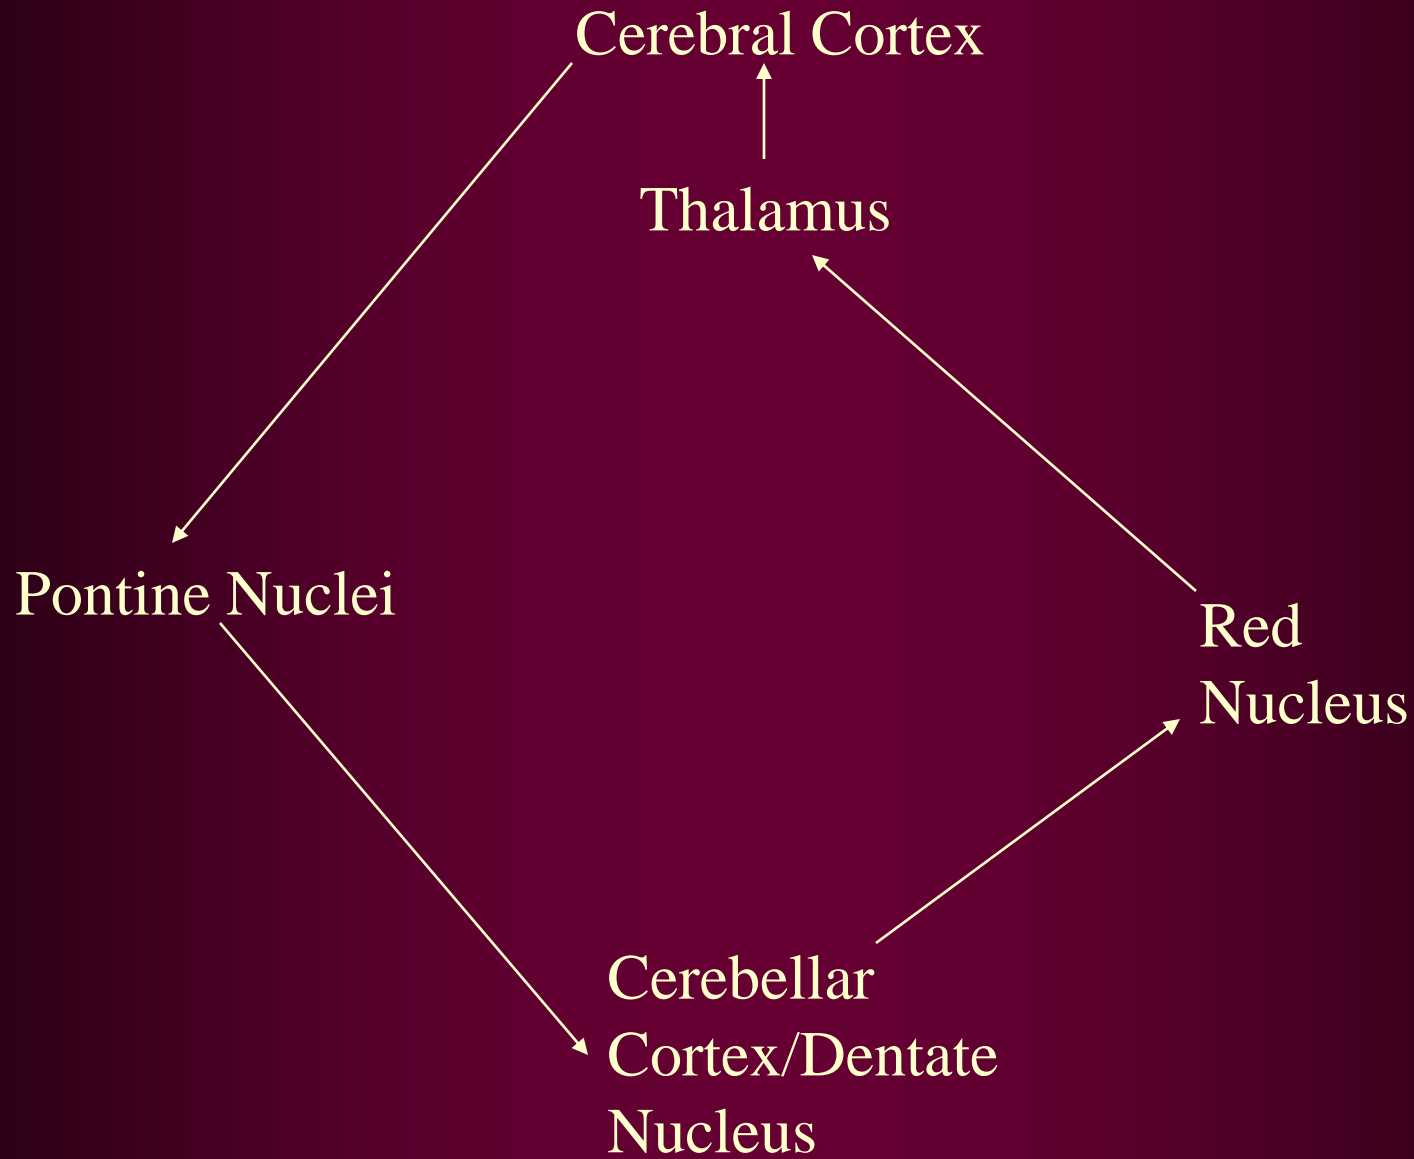 Cerebral Cortex
Thalamus
Pontine Nuclei
Red
Nucleus
Cerebellar
Cortex/Dentate
Nucleus